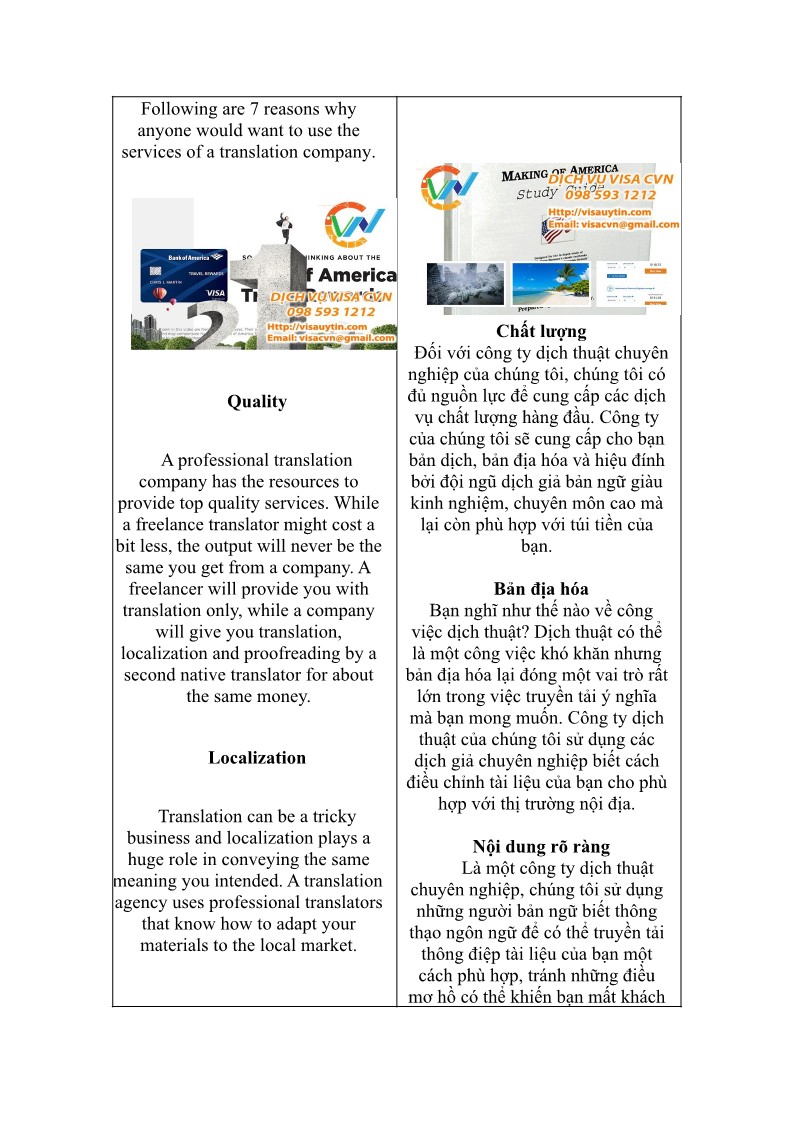 Following are 7 reasons why
anyone would want to use the
services of a translation company.
Bank of America
TRAVEL REWARDS
CHRIS L MARTIN
VISA
THINKING ABOUT THE
of America
21
DỊCH VỤ VISA CVN
098 593 1212
Http://visauytin.com
Email: visacvn@gmail.com
Quality
A professional translation
company has the resources to
provide top quality services. While
a freelance translator might cost a
bit less, the output will never be the
same you get from a company. A
freelancer will provide you with
translation only, while a company
will give you translation,
localization and proofreading by a
second native translator for about
the same money.
Localization
Translation can be a tricky
business and localization plays a
huge role in conveying the same
meaning you intended. A translation
agency uses professional translators
that know how to adapt your
materials to the local market.
MAKING OF AMERICA
Study Guide
DỊCH VỤ VISA CVN
098 593 1212
Http://visauytin.com
Email: visacvn@gmail.com
Chất lượng
Đối với công ty dịch thuật chuyên
nghiệp của chúng tôi, chúng tôi có
đủ nguồn lực để cung cấp các dịch
vụ chất lượng hàng đầu. Công ty
của chúng tôi sẽ cung cấp cho bạn
bản dịch, bản địa hóa và hiệu đính
bởi đội ngũ dịch giả bản ngữ giàu
kinh nghiệm, chuyên môn cao mà
lại còn phù hợp với túi tiền của
bạn.
Bản địa hóa
Bạn nghĩ như thế nào về công
việc dịch thuật? Dịch thuật có thể
là một công việc khó khăn nhưng
bản địa hóa lại đóng một vai trò rất
lớn trong việc truyền tải ý nghĩa
mà bạn mong muốn. Công ty dịch
thuật của chúng tôi sử dụng các
dịch giả chuyên nghiệp biết cách
điều chỉnh tài liệu của bạn cho phù
hợp với thị trường nội địa.
Nội dung rõ ràng
Là một công ty dịch thuật
chuyên nghiệp, chúng tôi sử dụng
những người bản ngữ biết thông
thạo ngôn ngữ để có thể truyền tải
thông điệp tài liệu của bạn một
cách phù hợp, tránh những điều
mơ hồ có thể khiến bạn mất khách